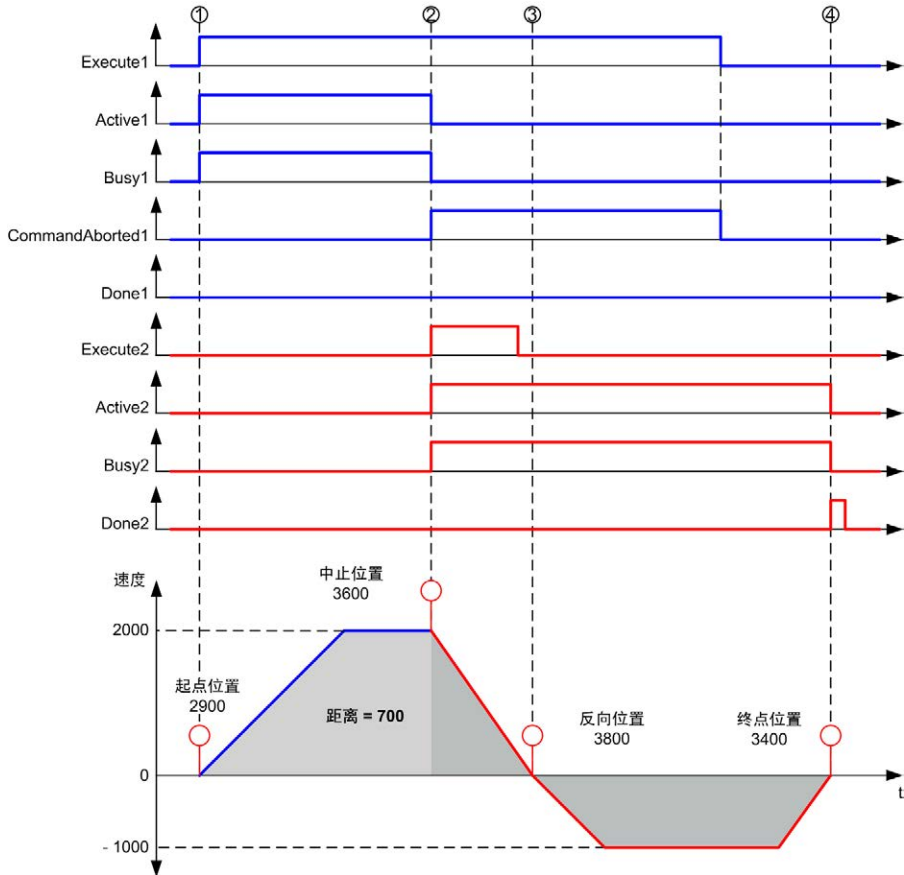 ① ② ③ ④
Execute1
Active1
Busy1
CommandAborted1
Done1
Execute2
Active2
Busy2
Done2
速度
中止位置
3600
2000
起点位置
2900
距离 = 700
反向位置
3800
终点位置
3400
0
t
- 1000